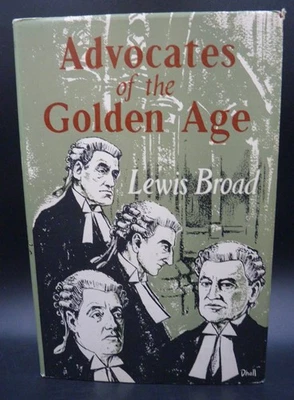 Advocates
of the
Golden Age
Lewis Broad